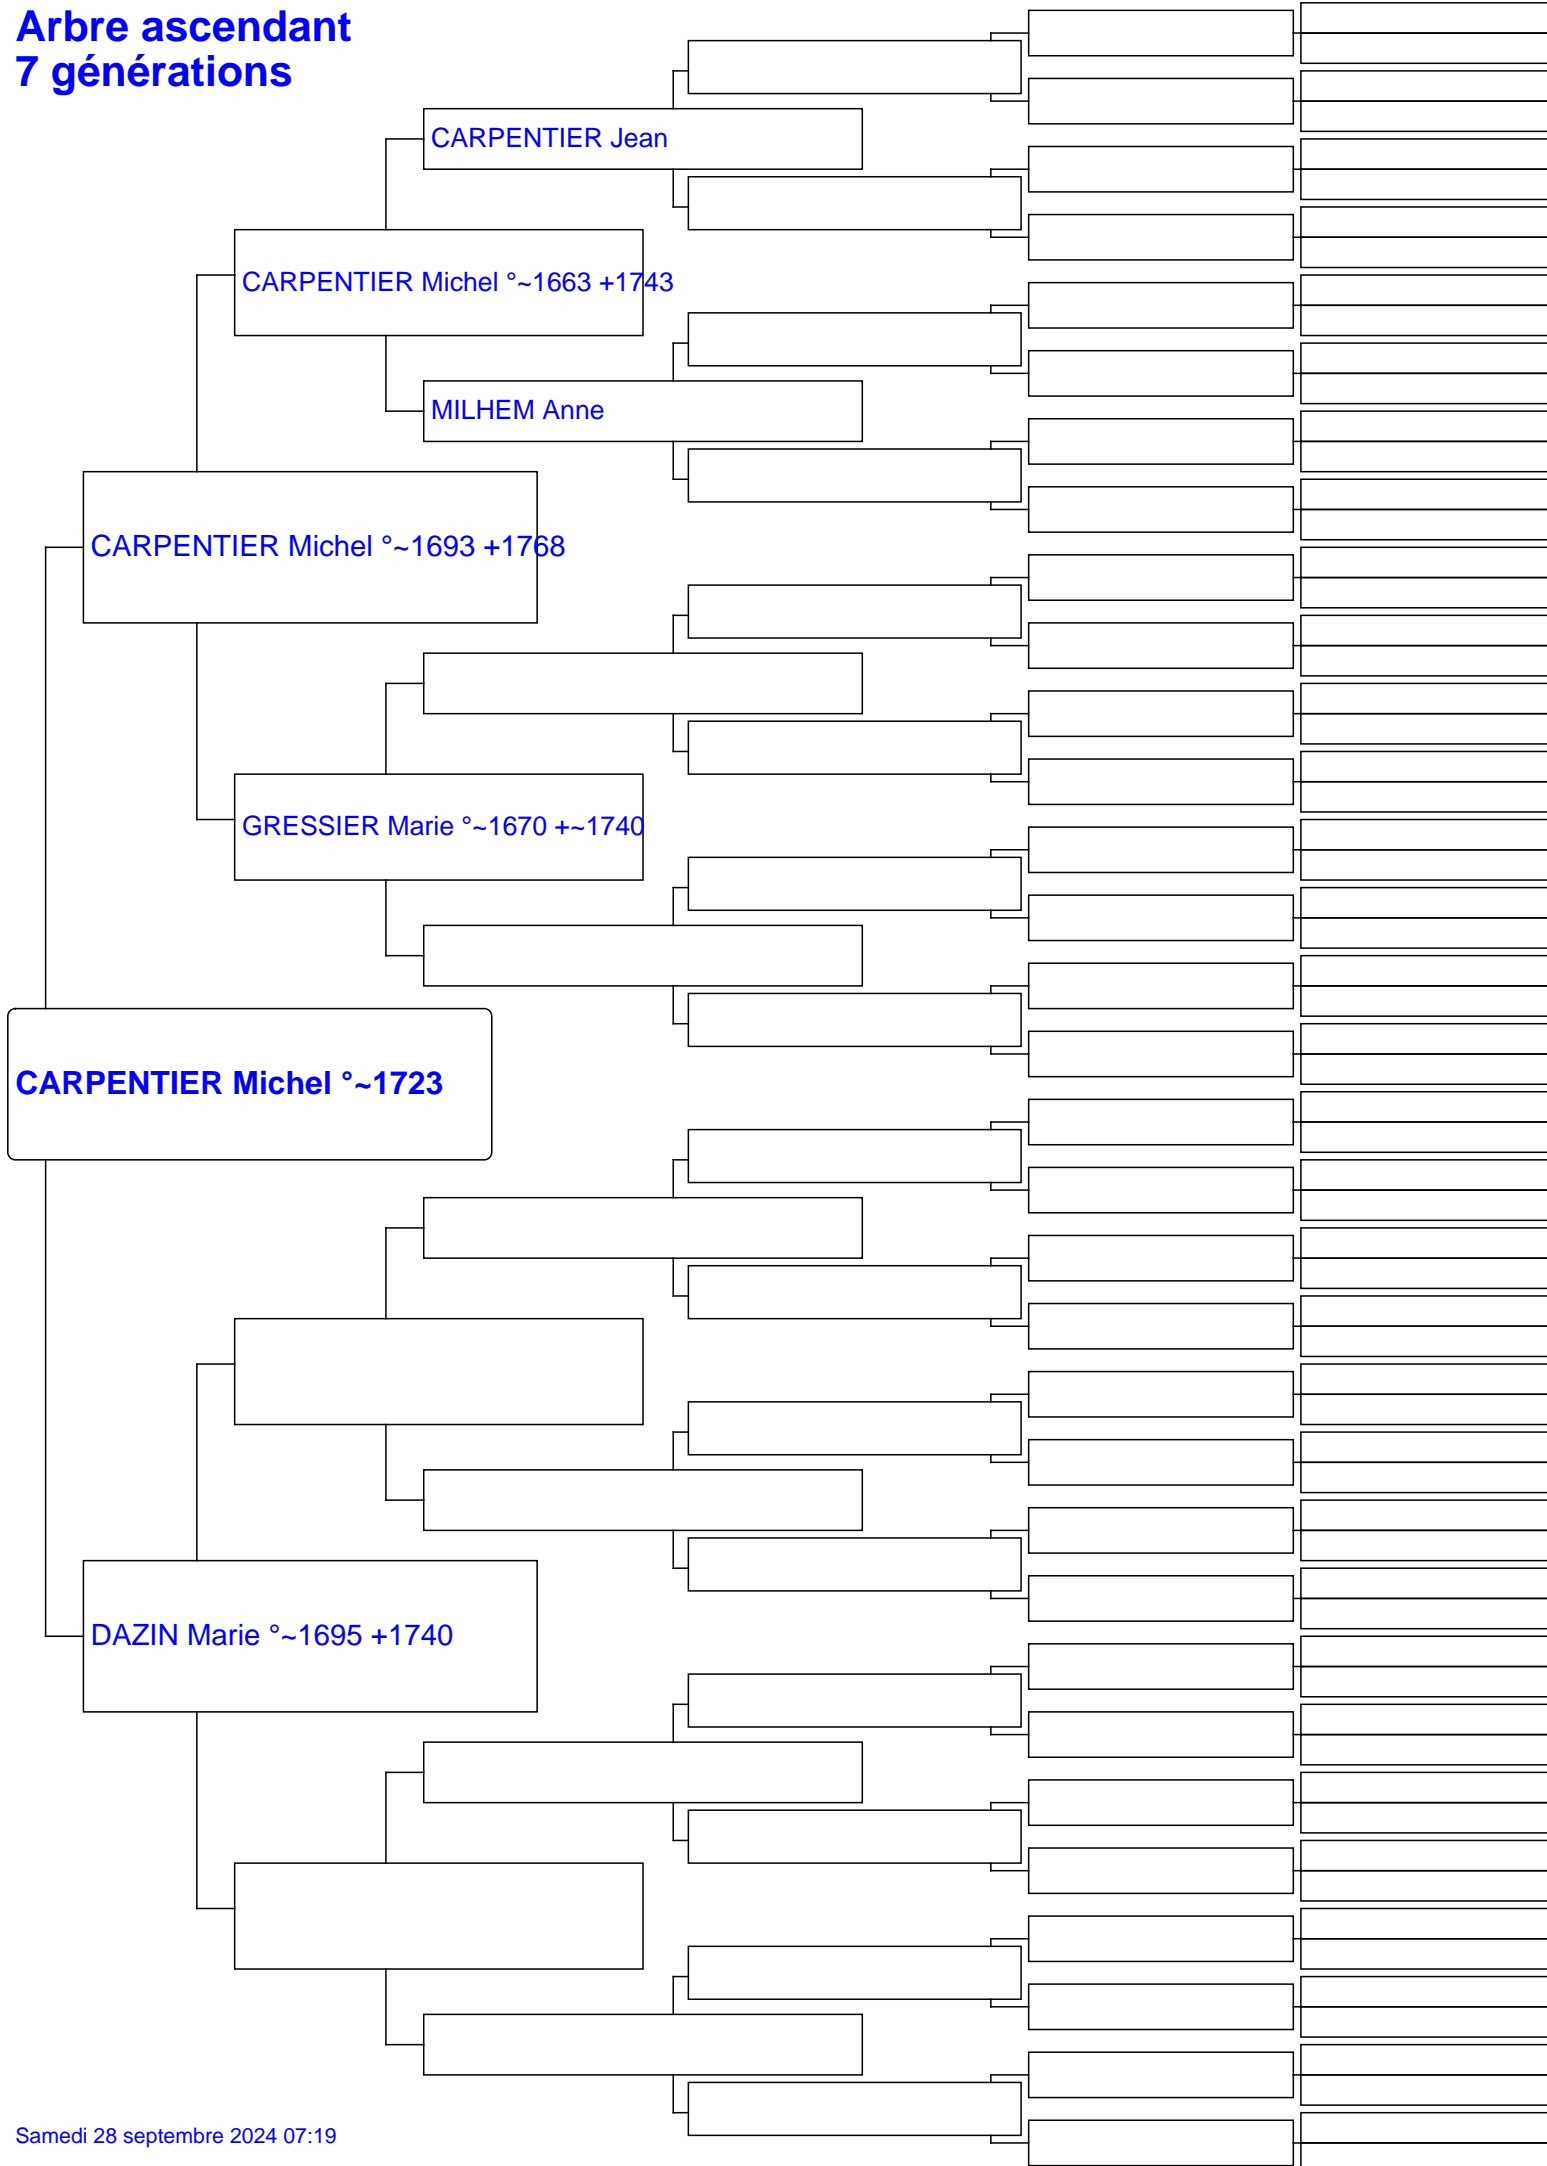 Arbre ascendant
7 générations
CARPENTIER Jean
CARPENTIER Michel °~1663 +1743
MILHEM Anne
CARPENTIER Michel °~1693 +1768
GRESSIER Marie °~1670 +~1740
CARPENTIER Michel °~1723
DAZIN Marie °~1695 +1740
Samedi 28 septembre 2024 07:19